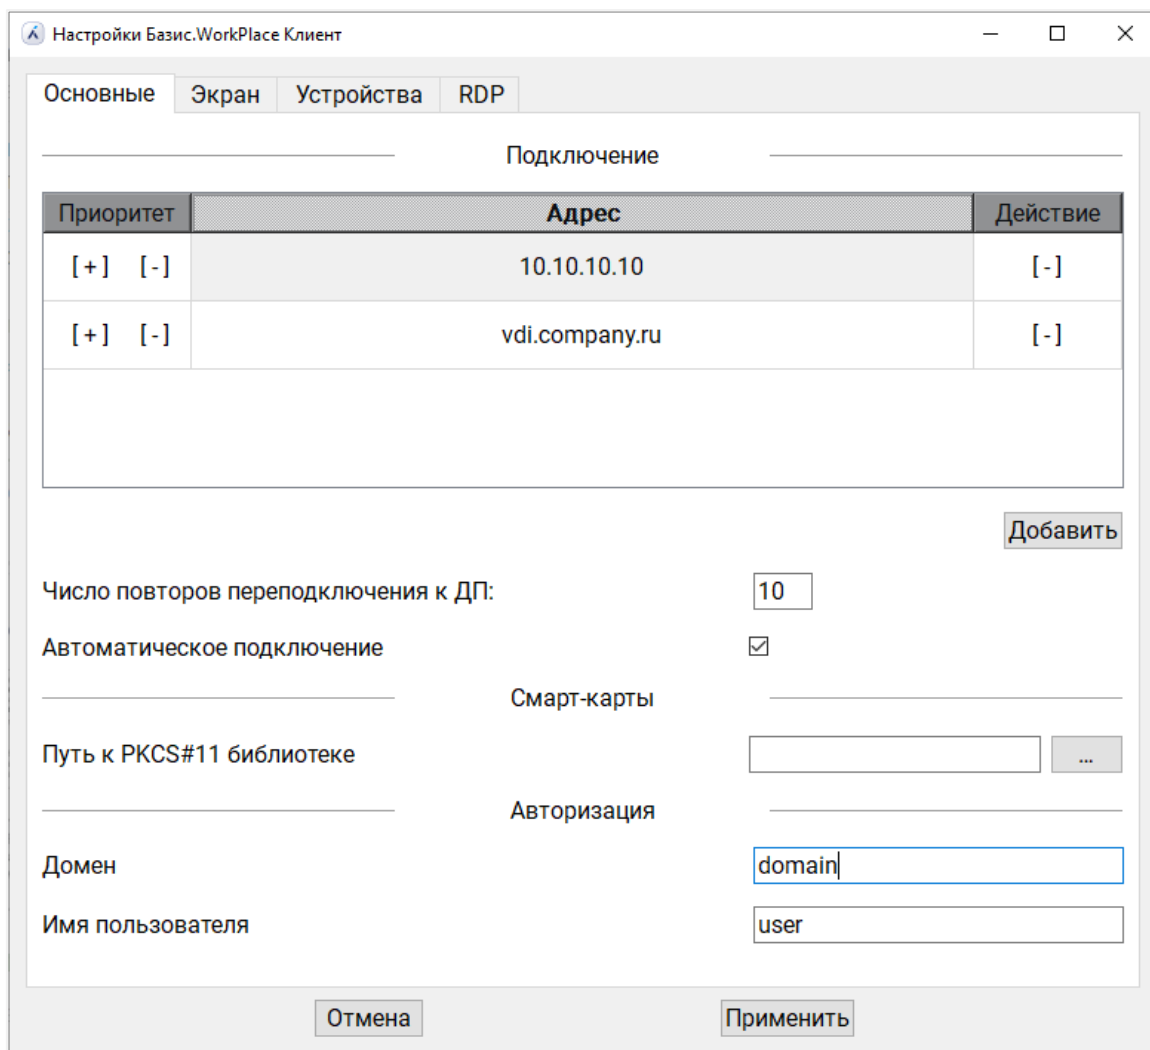 Настройки Базис.WorkPlace Клиент
Основные Экран Устройства RDP
Подключение
Приоритет Адрес Действие
[+] [-] 10.10.10.10 [-]
[+] [-] vdi.company.ru [-]
Добавить
Число повторов переподключения к ДП: 10
Автоматическое подключение
Смарт-карты
Путь к PKCS#11 библиотеке ...
Авторизация
Домен domain
Имя пользователя user
Отмена Применить